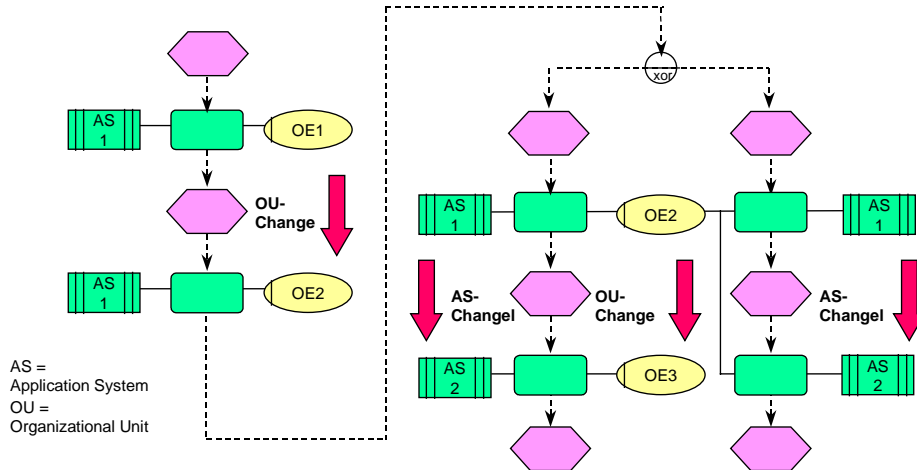 AS
1
OE1
OU-
Change
AS
1
OE2
AS =
Application System
OU =
Organizational Unit
xor
AS
1
OE2
AS
1
AS-
Changel
OU-
Change
AS-
Changel
AS
2
OE3
AS
2